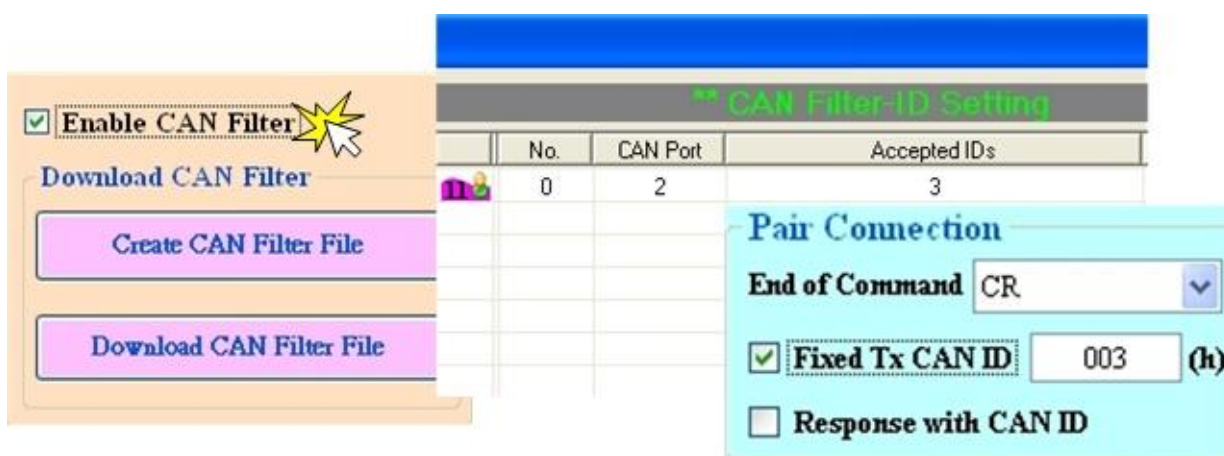 Enable CAN Filter
Download CAN Filter
Create CAN Filter File
Download CAN Filter File
** CAN Filter-ID Setting
No. CAN Port Accepted IDs
0 2 3
Pair Connection
End of Command CR
Fixed Tx CAN ID 003 (h)
Response with CAN ID